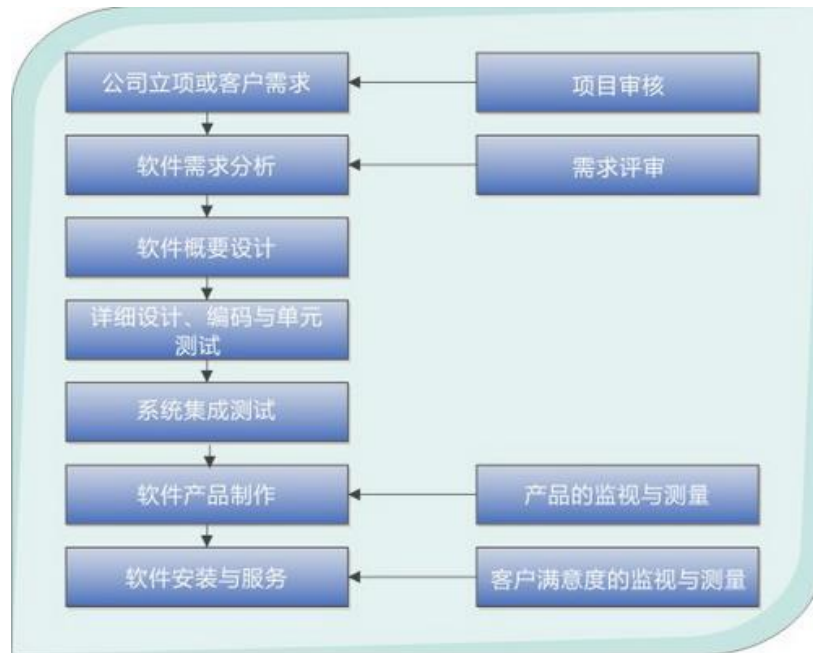 公司立项或客户需求
项目审核
软件需求分析
需求评审
软件概要设计
详细设计、编码与单元
测试
系统集成测试
软件产品制作
产品的监视与测量
软件安装与服务
客户满意度的监视与测量